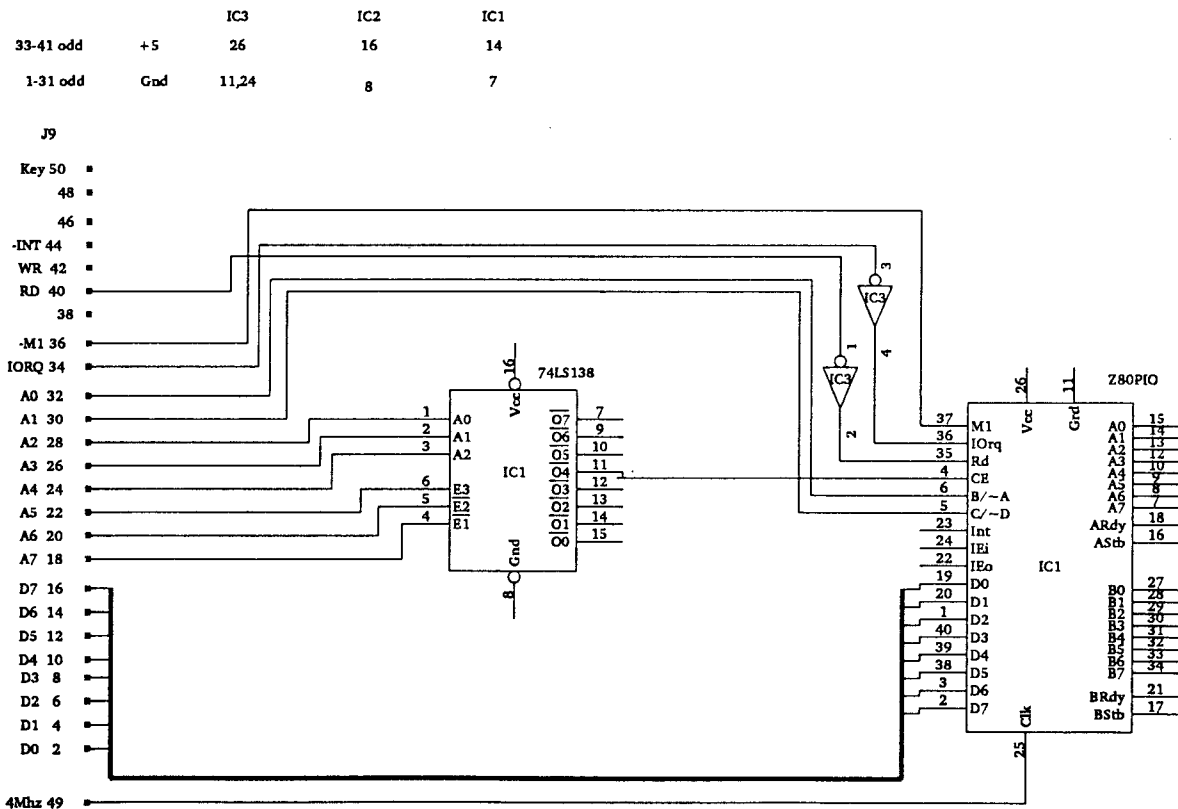 IC3 IC2 IC1
33-41 odd +5 26 16 14
1-31 odd Gnd 11,24 8 7
J9
Key 50
48
46
-INT 44
WR 42
RD 40
38
-M1 36
IORQ 34
A0 32
A1 30
A2 28
A3 26
A4 24
A5 22
A6 20
A7 18
D7 16
D6 14
D5 12
D4 10
D3 8
D2 6
D1 4
D0 2
4Mhz 49
74LS138
16
Vcc
1 A0
2 A1
3 A2
6 E3
5 E2
4 E1
IC1
O7 7
O6 9
O5 10
O4 11
O3 12
O2 13
O1 14
O0 15
Gnd
8
3
IC3
4
1
IC3
2
Z80PIO
26
Vcc
11
Grd
37 M1
36 IOrq
35 Rd
4 CE
6 B/~A
5 C/~D
23 Int
24 IEi
22 IEo
19 D0
20 D1
1 D2
40 D3
39 D4
38 D5
3 D6
2 D7
IC1
A0 15
A1 14
A2 13
A3 12
A4 10
A5 9
A6 8
A7 7
ARdy 18
AStb 16
B0 27
B1 28
B2 29
B3 30
B4 31
B5 32
B6 33
B7 34
BRdy 21
BStb 17
Clk
25